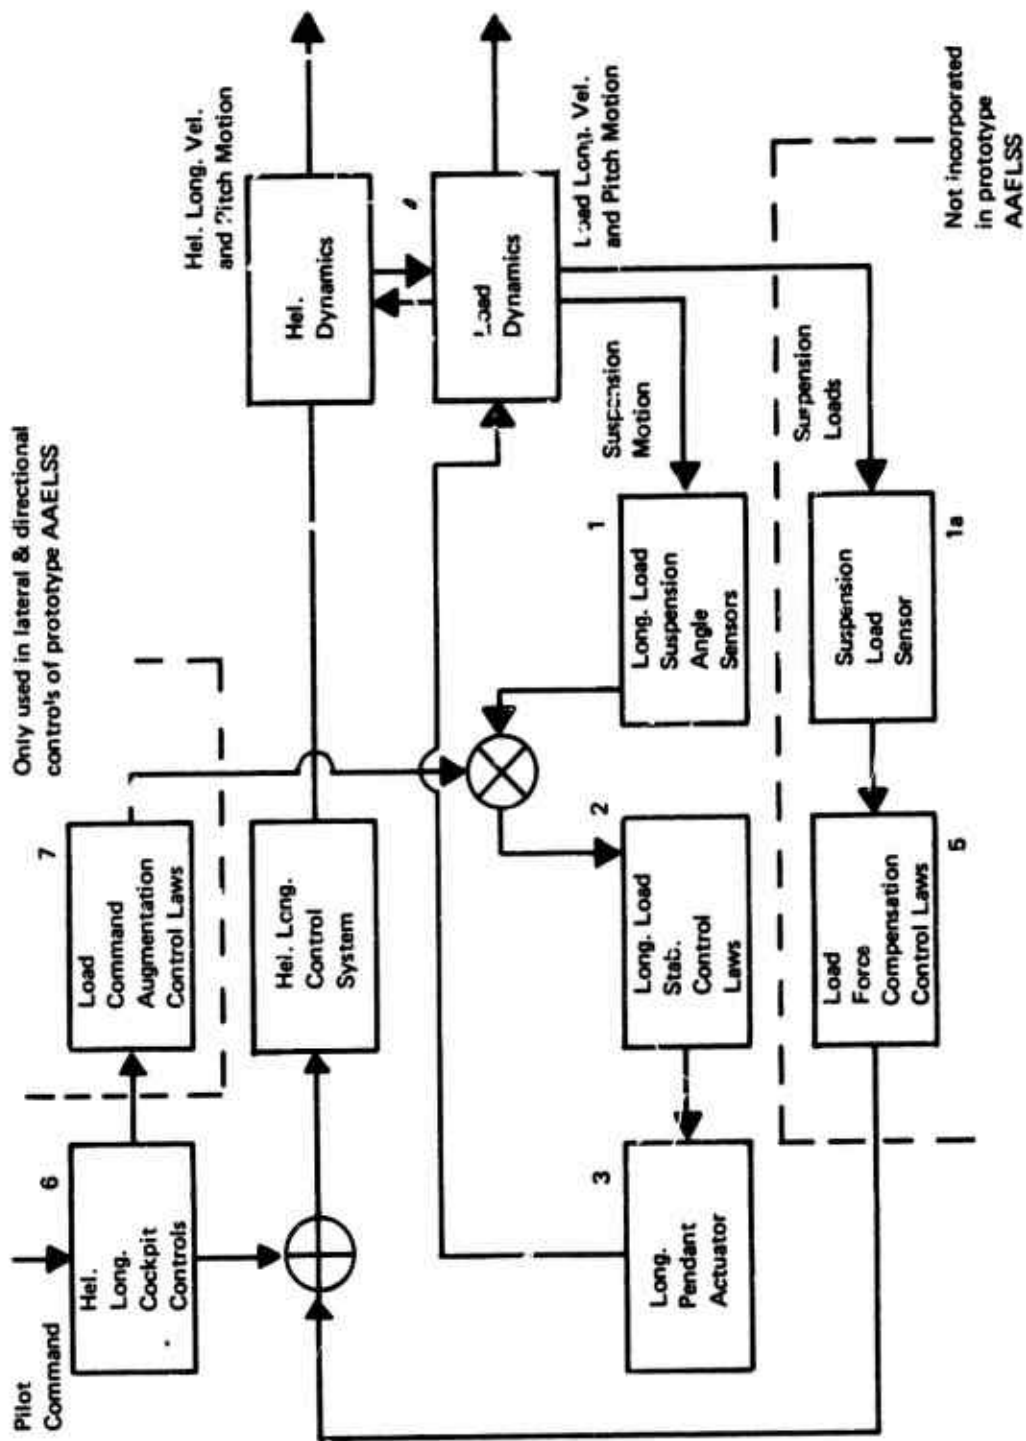 Pilot
Command
6
Hel.
Long.
Cockpit
Controls
7
Load
Command
Augmentation
Control Laws
Only used in lateral & directional
controls of prototype AAELSS
Hel. Long.
Control
System
Hel.
Dynamics
Hel. Long. Vel.
and Pitch Motion
Load
Dynamics
Load Long. Vel.
and Pitch Motion
3
Long.
Pendant
Actuator
2
Long. Load
Stab.
Control
Laws
1
Long. Load
Suspension
Angle
Sensors
Suspension
Motion
Load
Force
Compensation
Control Laws
5
Suspension
Load
Sensor
1a
Suspension
Loads
Not incorporated
in prototype
AAELSS